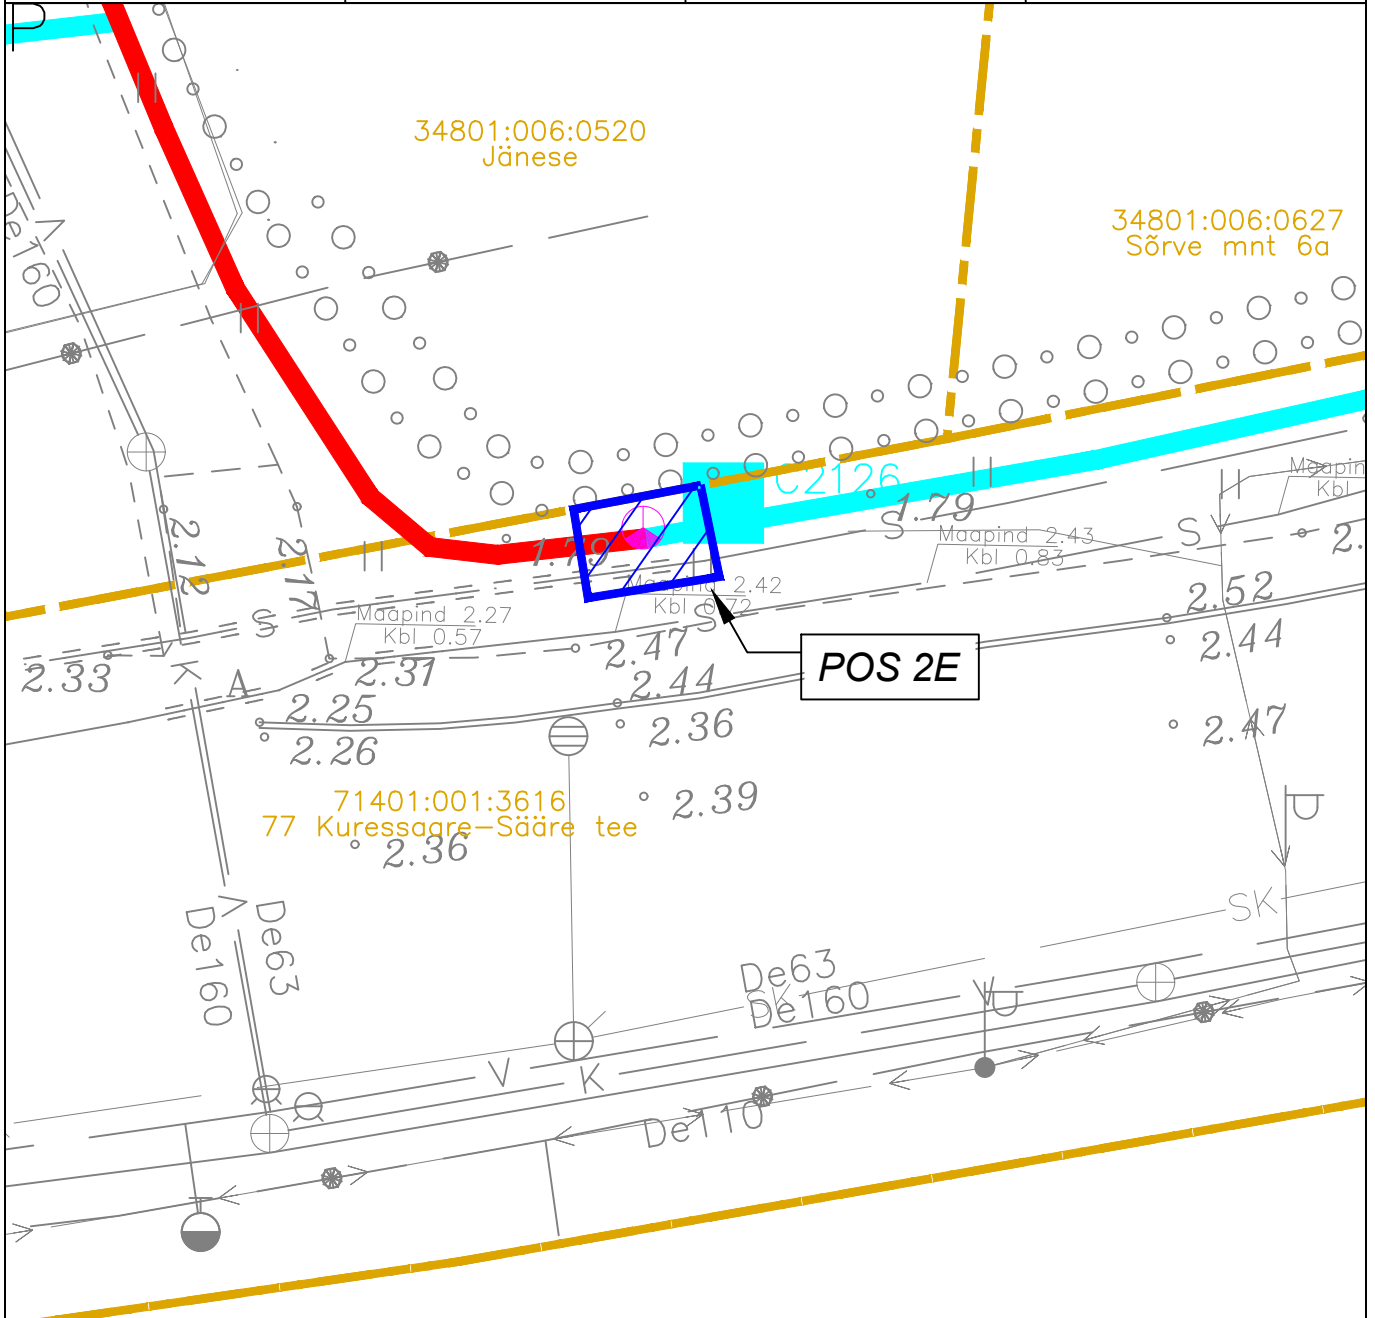 P
34801:006:0520
Jänese
34801:006:0627
Sõrve mnt 6a
De160
V
C2126
1.79
S
Maapind 2.43
Kbl 0.83
S
Kbl
2.12
2.17
1.79
Maapind 2.42
Kbl 0.72
Maapind 2.27
Kbl 0.57
S
S
2.52
2.44
2.33
K
A
2.31
2.47
2.44
POS 2E
2.25
2.26
2.36
2.47
71401:001:3616
77 Kuressaare-Sääre tee
2.39
2.36
D
V
De63
De160
SK
De63
SK
De160
V
D
V
K
De110